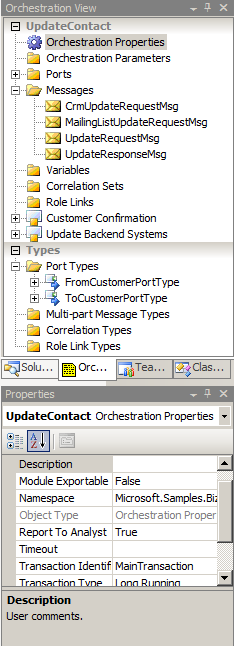 Orchestration View
UpdateContact
Orchestration Properties
Orchestration Parameters
Ports
Messages
CrmUpdateRequestMsg
MailingListUpdateRequestMsg
UpdateRequestMsg
UpdateResponseMsg
Variables
Correlation Sets
Role Links
Customer Confirmation
Update Backend Systems
Types
Port Types
FromCustomerPortType
ToCustomerPortType
Multi-part Message Types
Correlation Types
Role Link Types
Solu... Orc... Tea... Clas...
Properties
UpdateContact Orchestration Properties
Description
Module Exportable False
Namespace Microsoft.Samples.Biz
Object Type Orchestration Proper
Report To Analyst True
Timeout
Transaction Identif MainTransaction
Transaction Type Long Running
Description
User comments.